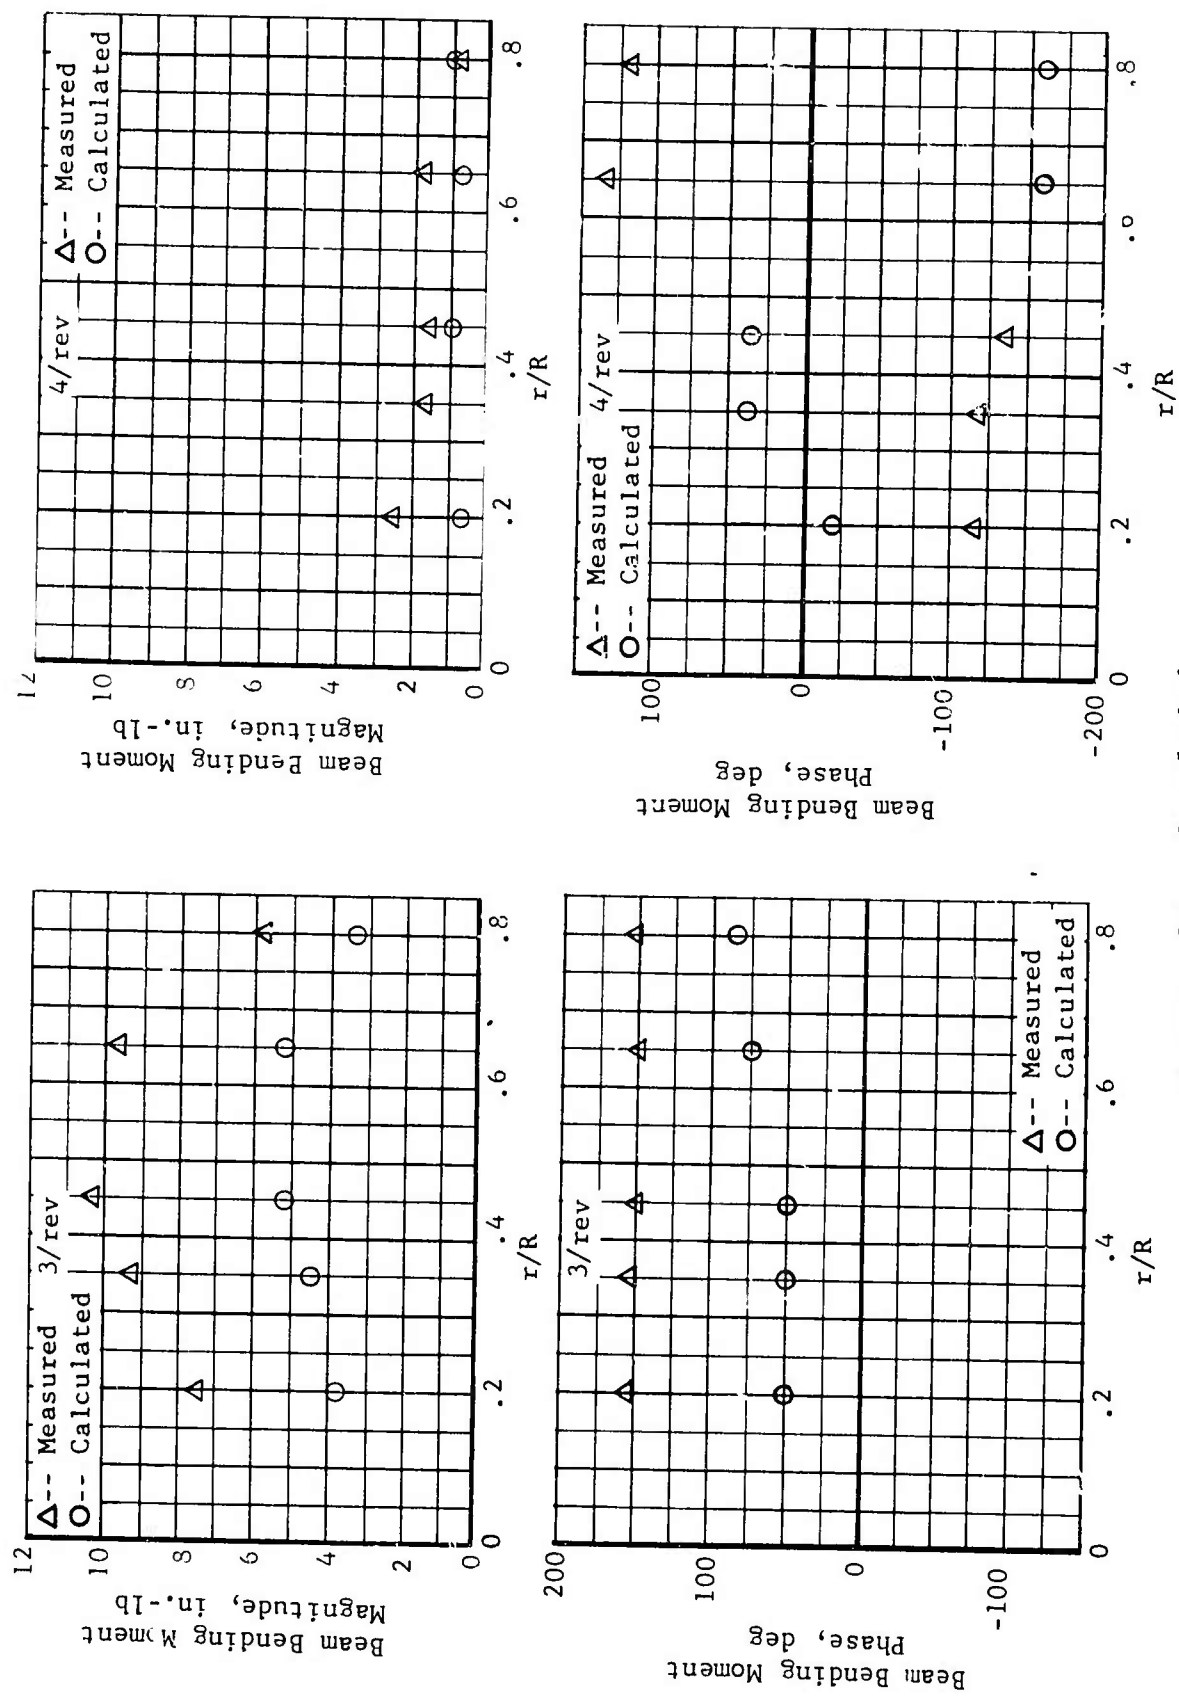 12
10
8
6
4
2
0
Beam Bending Moment
Magnitude, in.-lb
△-- Measured
O-- Calculated
3/rev
0
.2
.4
.6
.8
r/R
12
10
8
6
4
2
0
Beam Bending Moment
Magnitude, in.-lb
4/rev
△-- Measured
O-- Calculated
0
.2
.4
.6
.8
r/R
200
100
0
-100
Beam Bending Moment
Phase, deg
3/rev
△-- Measured
O-- Calculated
0
.2
.4
.6
.8
r/R
100
0
-100
-200
Beam Bending Moment
Phase, deg
△-- Measured
O-- Calculated
4/rev
0
.2
.4
.6
.8
r/R